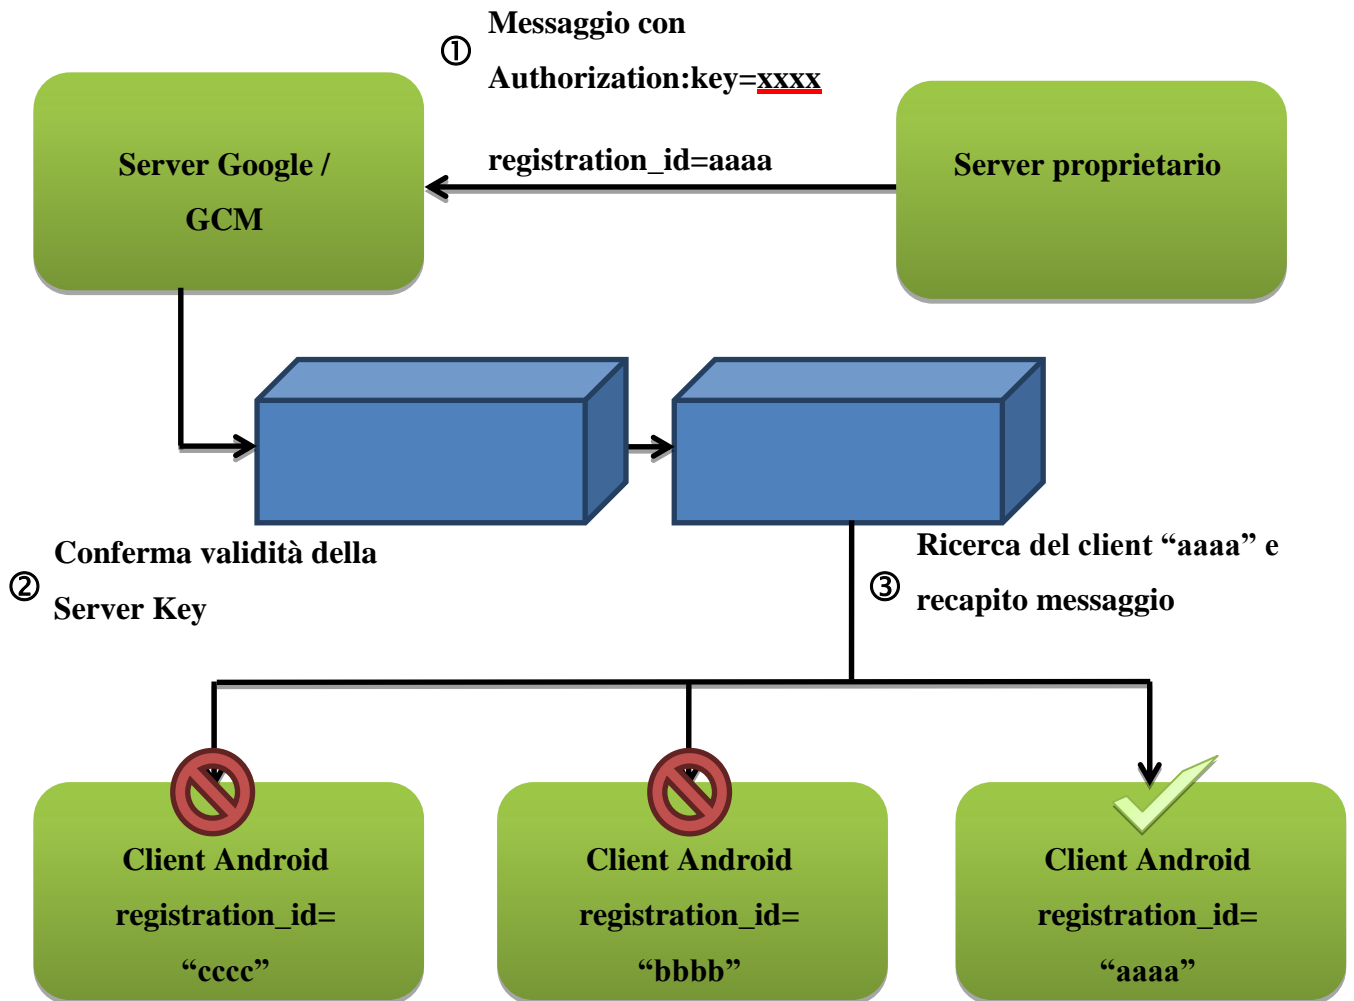 ①
Messaggio con
Authorization:key=xxxx
registration_id=aaaa
Server Google /
GCM
Server proprietario
②
Conferma validità della
Server Key
③
Ricerca del client “aaaa” e
recapito messaggio
Client Android
registration_id=
“cccc”
Client Android
registration_id=
“bbbb”
Client Android
registration_id=
“aaaa”